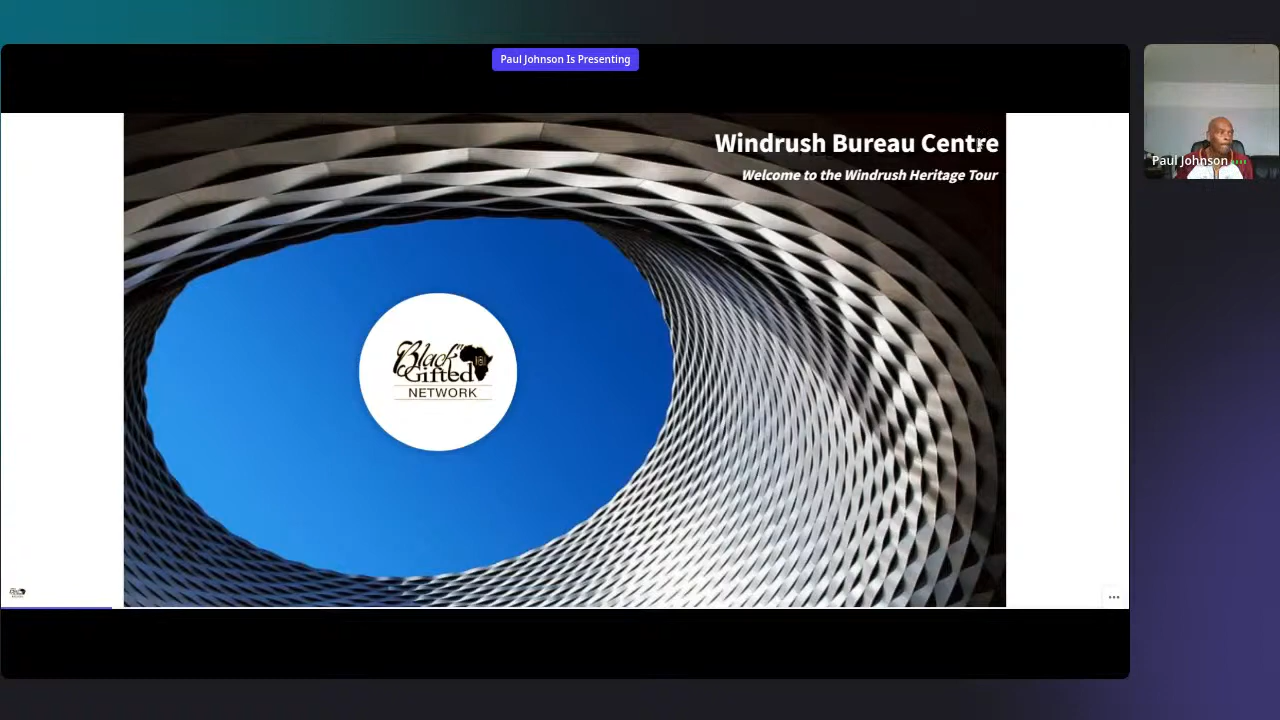 Paul Johnson Is Presenting
Windrush Bureau Centre
Welcome to the Windrush Heritage Tour
Paul Johnson
Black
Gifted
NETWORK